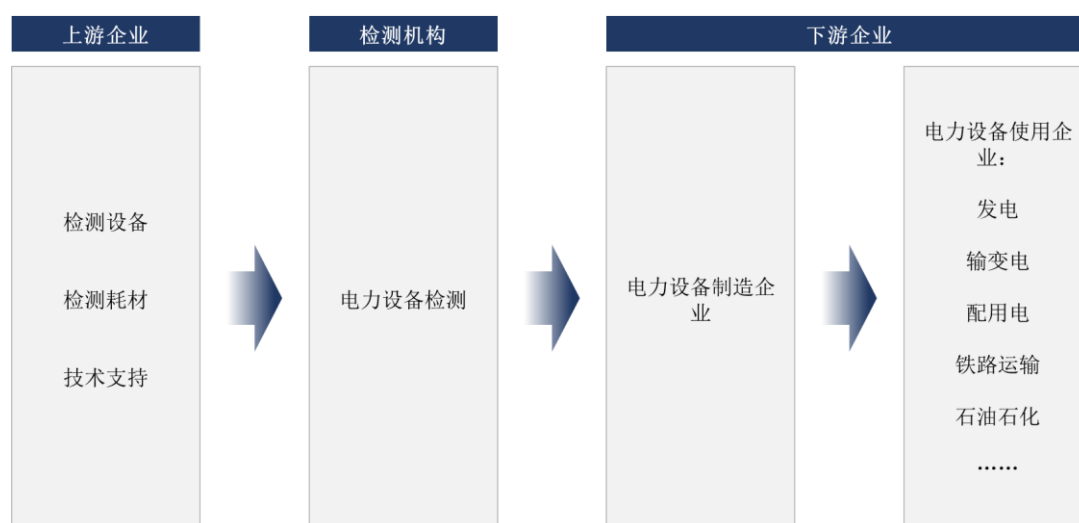 上游企业
检测机构
下游企业
检测设备
检测耗材
技术支持
电力设备检测
电力设备制造企
业
电力设备使用企
业：
发电
输变电
配用电
铁路运输
石油石化
……